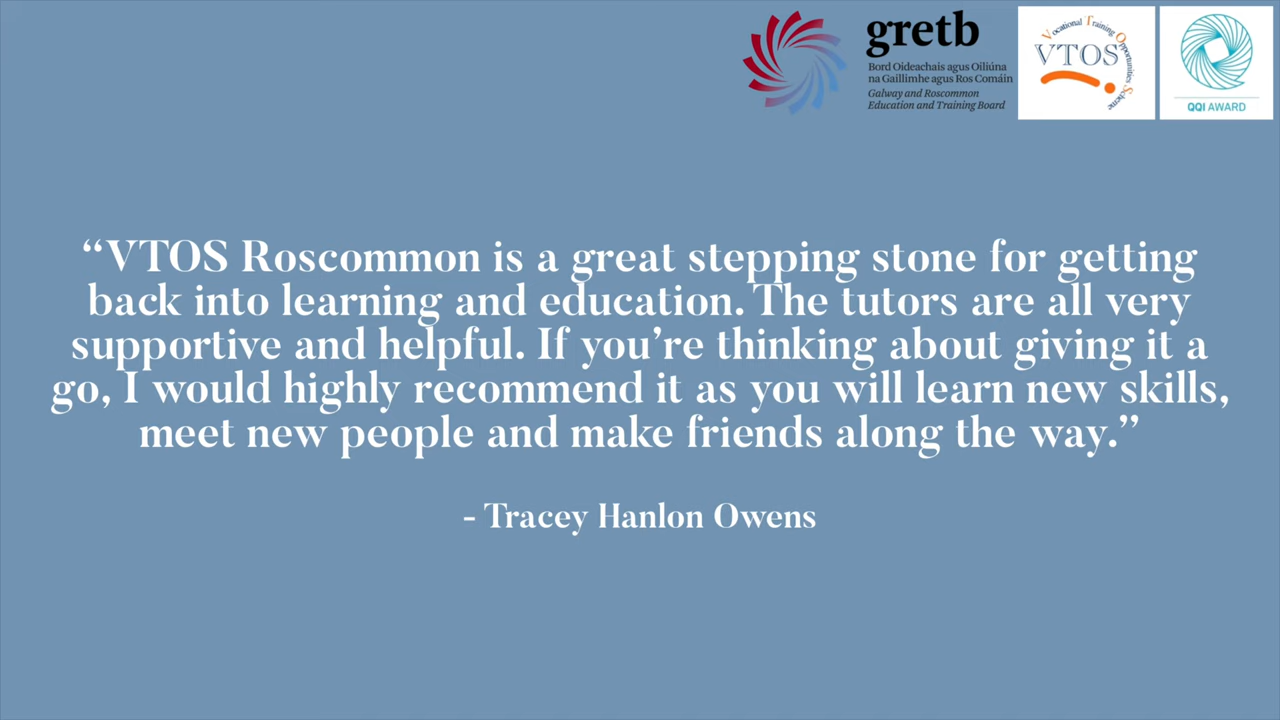 gretb
Bord Oideachais agus Oiliúna
na Gaillimhe agus Ros Comáin
Galway and Roscommon
Education and Training Board
Vocational Training Opportunities Scheme
VTOS
QQI AWARD
“VTOS Roscommon is a great stepping stone for getting
back into learning and education. The tutors are all very
supportive and helpful. If you’re thinking about giving it a
go, I would highly recommend it as you will learn new skills,
meet new people and make friends along the way.”
- Tracey Hanlon Owens